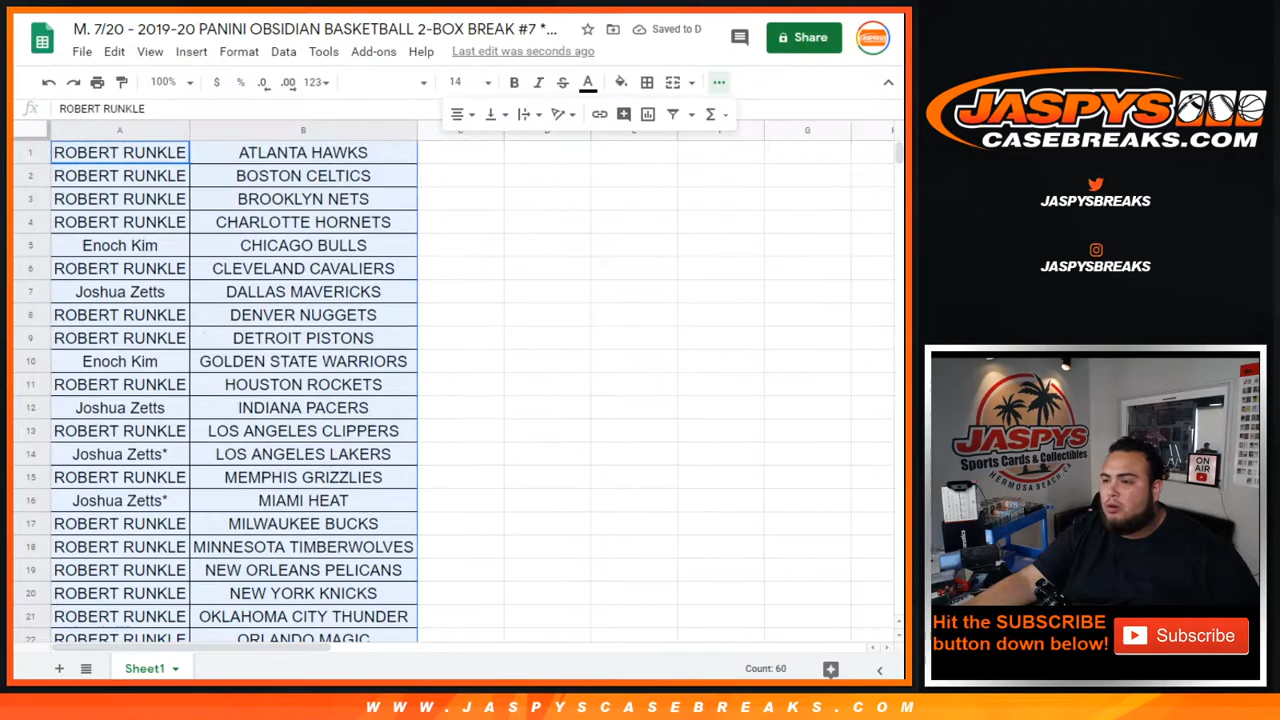 M. 7/20 - 2019-20 PANINI OBSIDIAN BASKETBALL 2-BOX BREAK #7 *...
Saved to D
Share
File Edit View Insert Format Data Tools Add-ons Help Last edit was seconds ago
100% $ % .0 .00 123 14 B I S A
fx ROBERT RUNKLE
A B G
1 ROBERT RUNKLE ATLANTA HAWKS
2 ROBERT RUNKLE BOSTON CELTICS
3 ROBERT RUNKLE BROOKLYN NETS
4 ROBERT RUNKLE CHARLOTTE HORNETS
5 Enoch Kim CHICAGO BULLS
6 ROBERT RUNKLE CLEVELAND CAVALIERS
7 Joshua Zetts DALLAS MAVERICKS
8 ROBERT RUNKLE DENVER NUGGETS
9 ROBERT RUNKLE DETROIT PISTONS
10 Enoch Kim GOLDEN STATE WARRIORS
11 ROBERT RUNKLE HOUSTON ROCKETS
12 Joshua Zetts INDIANA PACERS
13 ROBERT RUNKLE LOS ANGELES CLIPPERS
14 Joshua Zetts* LOS ANGELES LAKERS
15 ROBERT RUNKLE MEMPHIS GRIZZLIES
16 Joshua Zetts* MIAMI HEAT
17 ROBERT RUNKLE MILWAUKEE BUCKS
18 ROBERT RUNKLE MINNESOTA TIMBERWOLVES
19 ROBERT RUNKLE NEW ORLEANS PELICANS
20 ROBERT RUNKLE NEW YORK KNICKS
21 ROBERT RUNKLE OKLAHOMA CITY THUNDER
22 ROBERT RUNKLE ORLANDO MAGIC
Sheet1
Count: 60
JASPYS
CASEBREAKS.COM
JASPYSBREAKS
JASPYSBREAKS
JASPYS
Sports Cards & Collectibles
HERMOSA BEACH CA
ON AIR
Hit the SUBSCRIBE
button down below!
Subscribe
WWW.JASPYSCASEBREAKS.COM